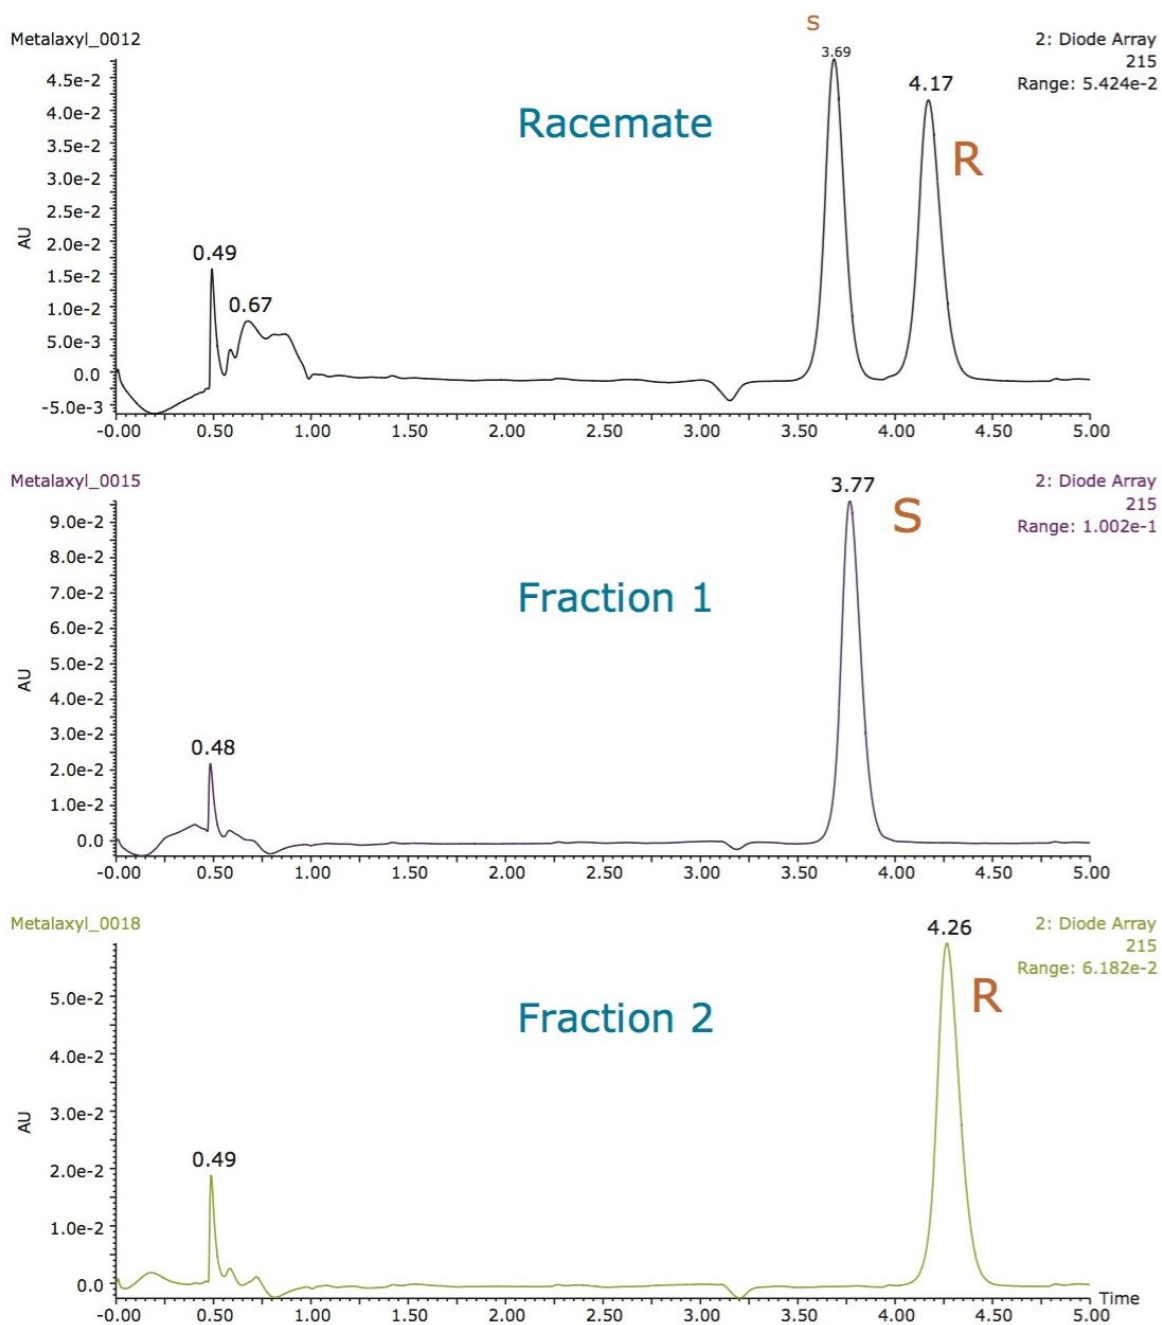 S
Metalaxyl_0012
3.69
2: Diode Array
215
Range: 5.424e-2
4.17
Racemate
R
4.5e-2
4.0e-2
3.5e-2
3.0e-2
2.5e-2
2.0e-2
1.5e-2
1.0e-2
5.0e-3
0.0
-5.0e-3
AU
0.49
0.67
-0.00 0.50 1.00 1.50 2.00 2.50 3.00 3.50 4.00 4.50 5.00
Metalaxyl_0015
3.77
2: Diode Array
215
Range: 1.002e-1
S
Fraction 1
9.0e-2
8.0e-2
7.0e-2
6.0e-2
5.0e-2
4.0e-2
3.0e-2
2.0e-2
1.0e-2
0.0
AU
0.48
-0.00 0.50 1.00 1.50 2.00 2.50 3.00 3.50 4.00 4.50 5.00
Metalaxyl_0018
4.26
2: Diode Array
215
Range: 6.182e-2
R
Fraction 2
5.0e-2
4.0e-2
3.0e-2
2.0e-2
1.0e-2
0.0
AU
0.49
Time
-0.00 0.50 1.00 1.50 2.00 2.50 3.00 3.50 4.00 4.50 5.00